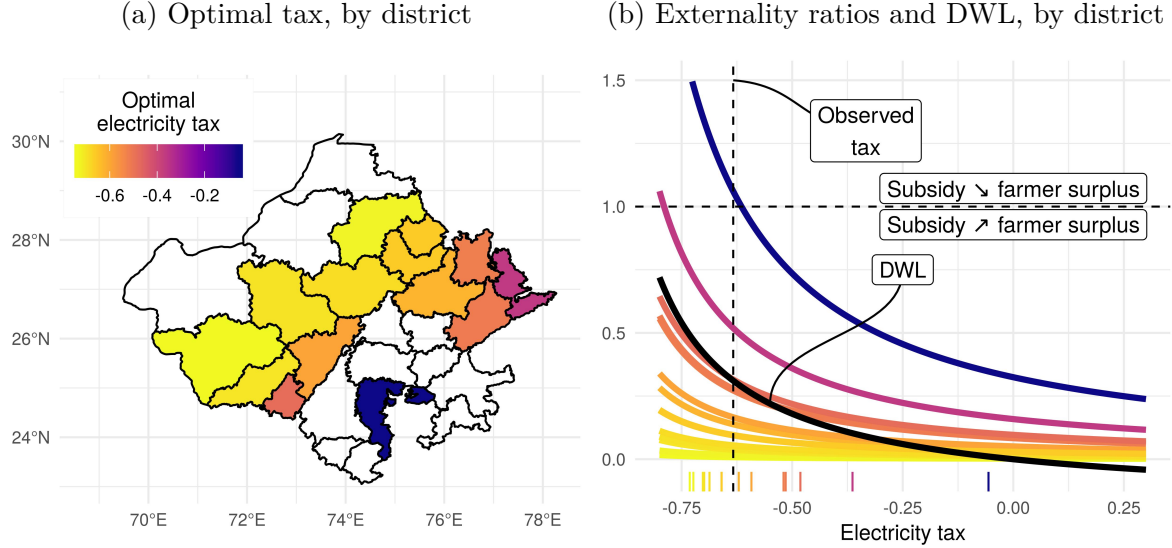 (a) Optimal tax, by district
Optimal
electricity tax
-0.6 -0.4 -0.2
30°N
28°N
26°N
24°N
70°E 72°E 74°E 76°E 78°E
(b) Externality ratios and DWL, by district
1.5
1.0
0.5
0.0
Observed
tax
Subsidy ↘ farmer surplus
Subsidy ↗ farmer surplus
DWL
-0.75 -0.50 -0.25 0.00 0.25
Electricity tax